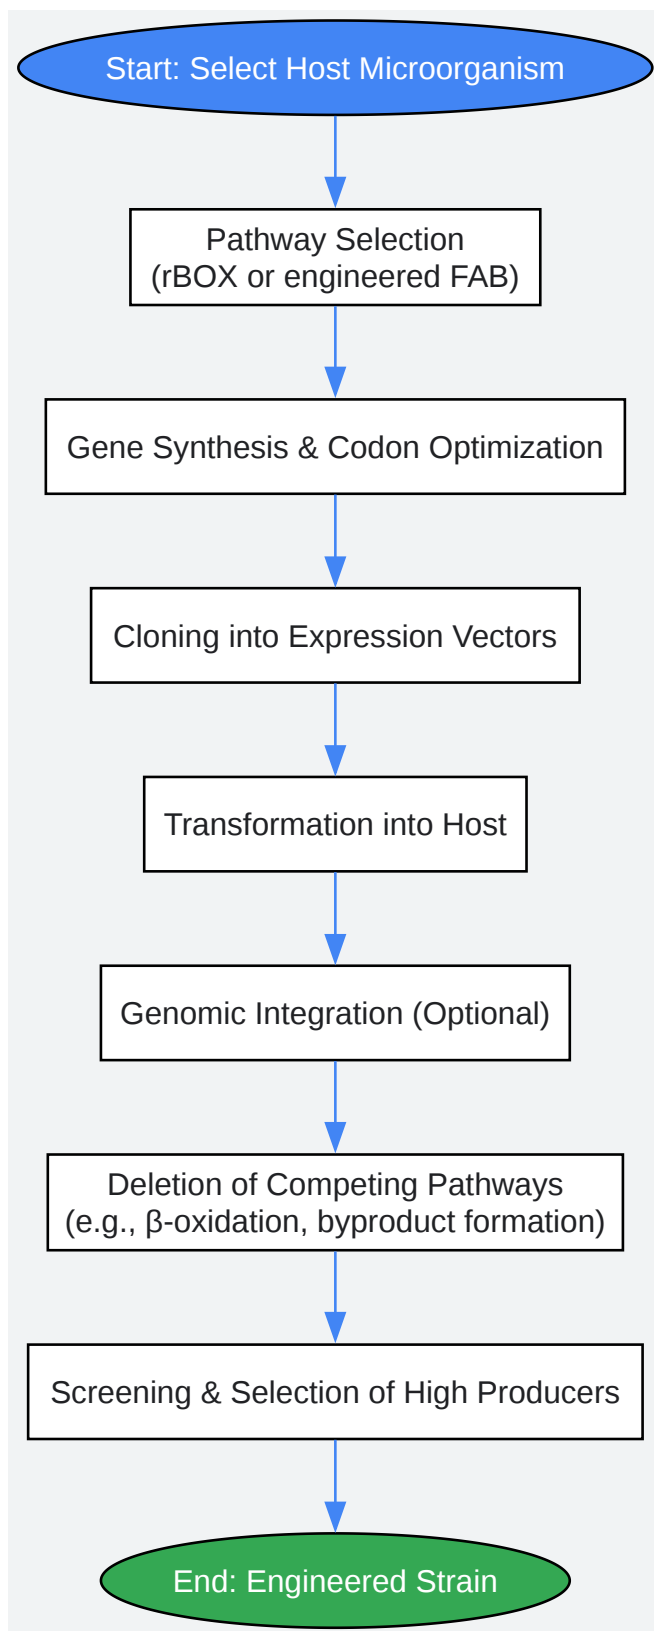 Start: Select Host Microorganism
Pathway Selection
(rBOX or engineered FAB)
Gene Synthesis & Codon Optimization
Cloning into Expression Vectors
Transformation into Host
Genomic Integration (Optional)
Deletion of Competing Pathways
(e.g., β-oxidation, byproduct formation)
Screening & Selection of High Producers
End: Engineered Strain